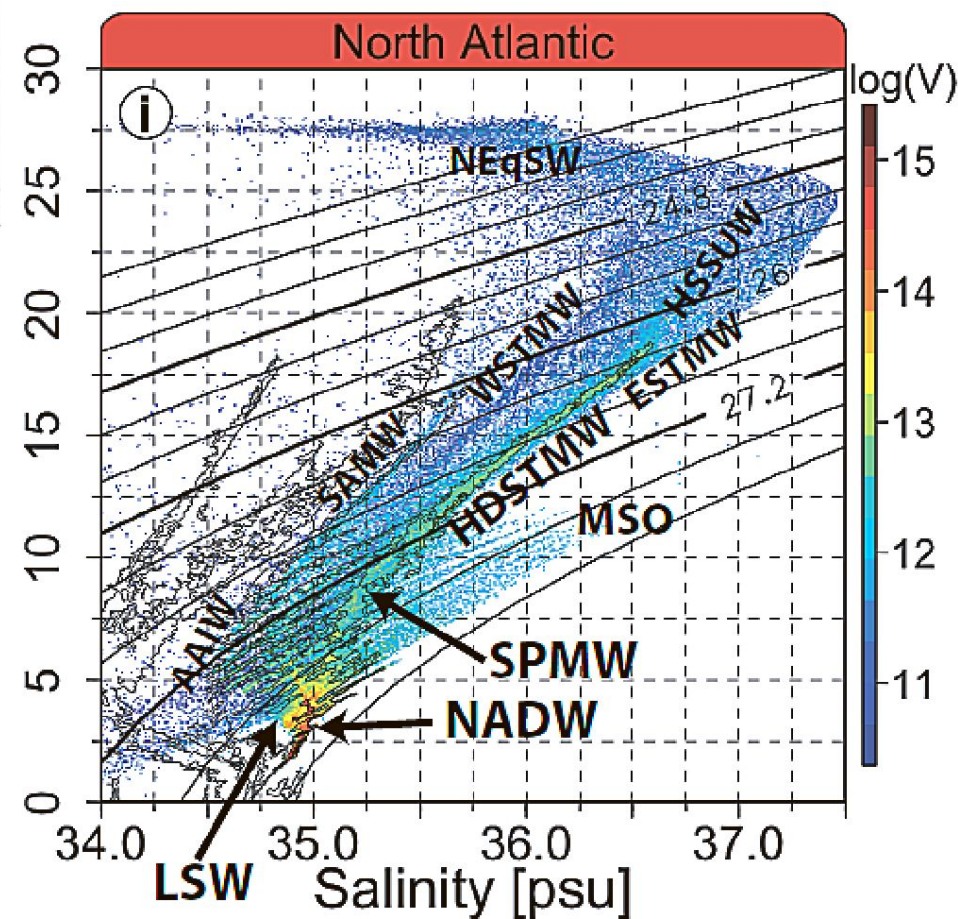 North Atlantic
log(V)
i
30
25
20
15
10
5
0
NEqSW
24.8
HSSUW
26
WSTMW
ESTMW
SAMW
27.2
HDSTMW
MSO
AAIW
SPMW
NADW
LSW
15
14
13
12
11
34.0
35.0
36.0
37.0
Salinity [psu]